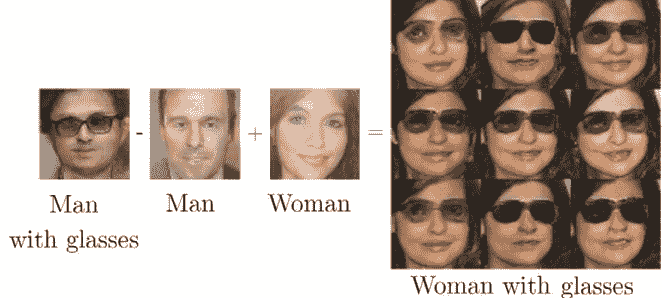 - + =
Man
with glasses
Man
Woman
Woman with glasses